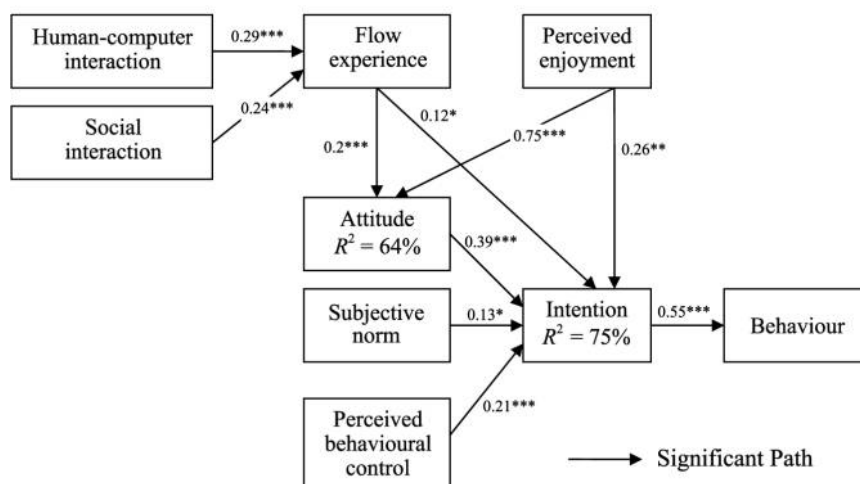 Human-computer
interaction
0.29***
Flow
experience
Perceived
enjoyment
Social
interaction
0.24***
0.12*
0.2***
0.75***
0.26**
Attitude
R² = 64%
0.39***
Subjective
norm
0.13*
Intention
R² = 75%
0.55***
Behaviour
Perceived
behavioural
control
0.21***
Significant Path